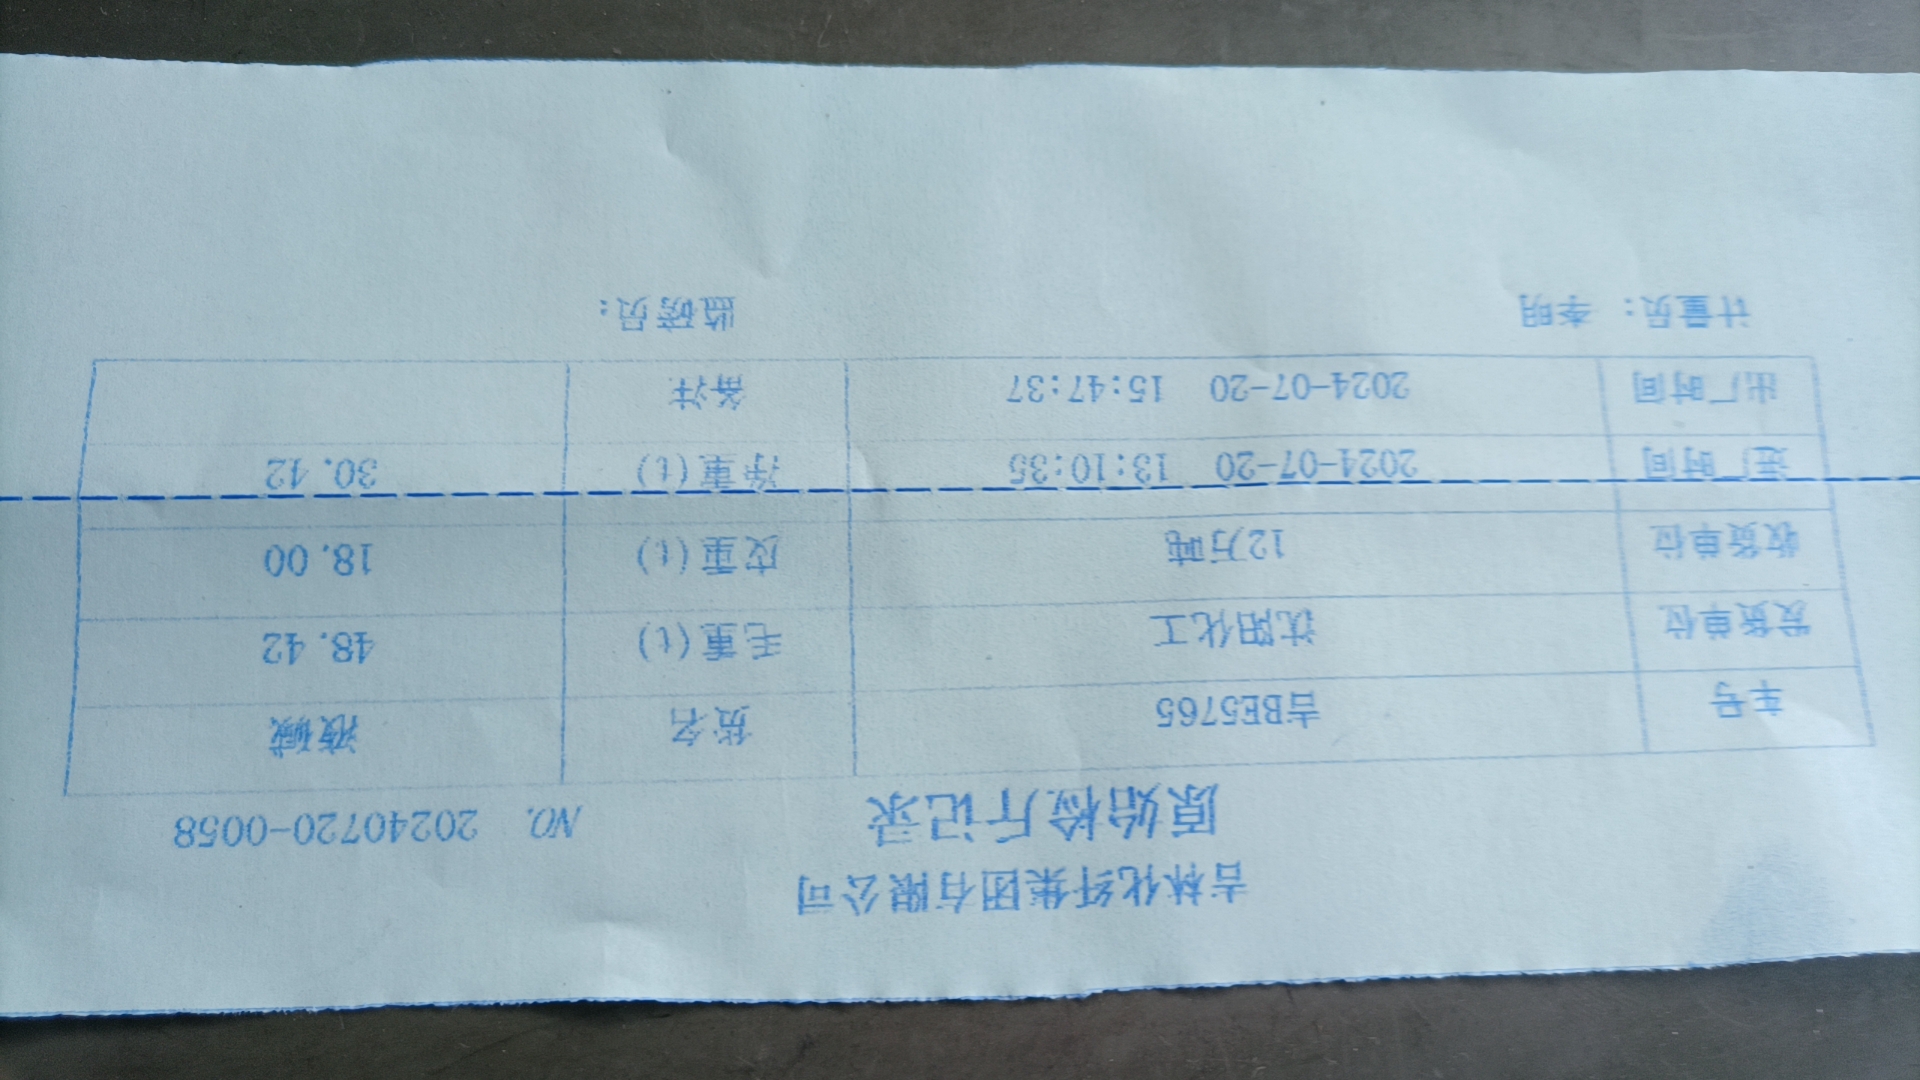 吉林化纤集团有限公司
原始检斤记录
NO. 20240720-0058
车号 吉BE5765 货名 液碱
发货单位 沈阳化工 毛重(t) 48.42
收货单位 12万吨 皮重(t) 18.00
进厂时间 2024-07-20 13:10:35 净重(t) 30.42
出厂时间 2024-07-20 15:47:37 备注
计量员: 李明 监磅员: